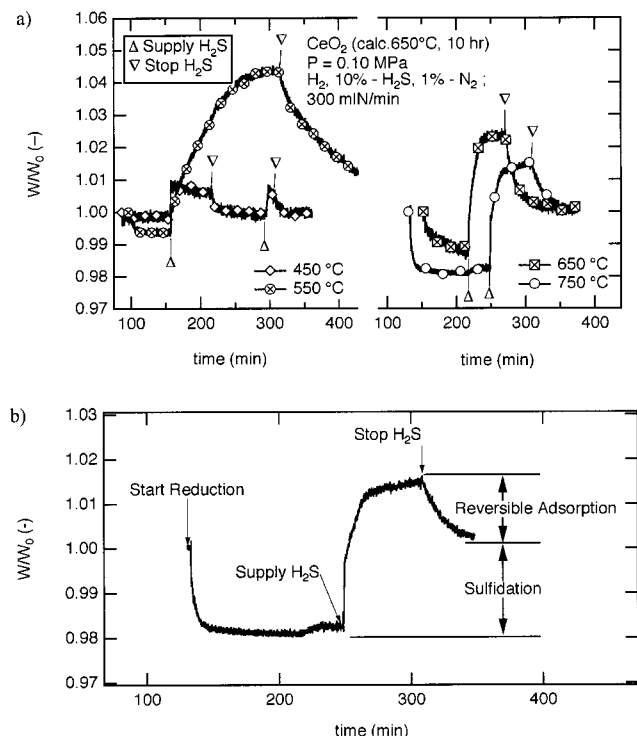 a)
1.06
1.05
1.04
1.03
1.02
1.01
1.00
0.99
0.98
0.97
W/W₀ (-)
△ Supply H₂S
▽ Stop H₂S
CeO₂ (calc.650°C, 10 hr)
P = 0.10 MPa
H₂, 10% - H₂S, 1% - N₂ ;
300 mlN/min
450 °C
550 °C
650 °C
750 °C
100 200 300 400
time (min)
100 200 300 400
time (min)
b)
1.03
1.02
1.01
1.00
0.99
0.98
0.97
W/W₀ (-)
Start Reduction
Supply H₂S
Stop H₂S
Reversible Adsorption
Sulfidation
100 200 300 400
time (min)